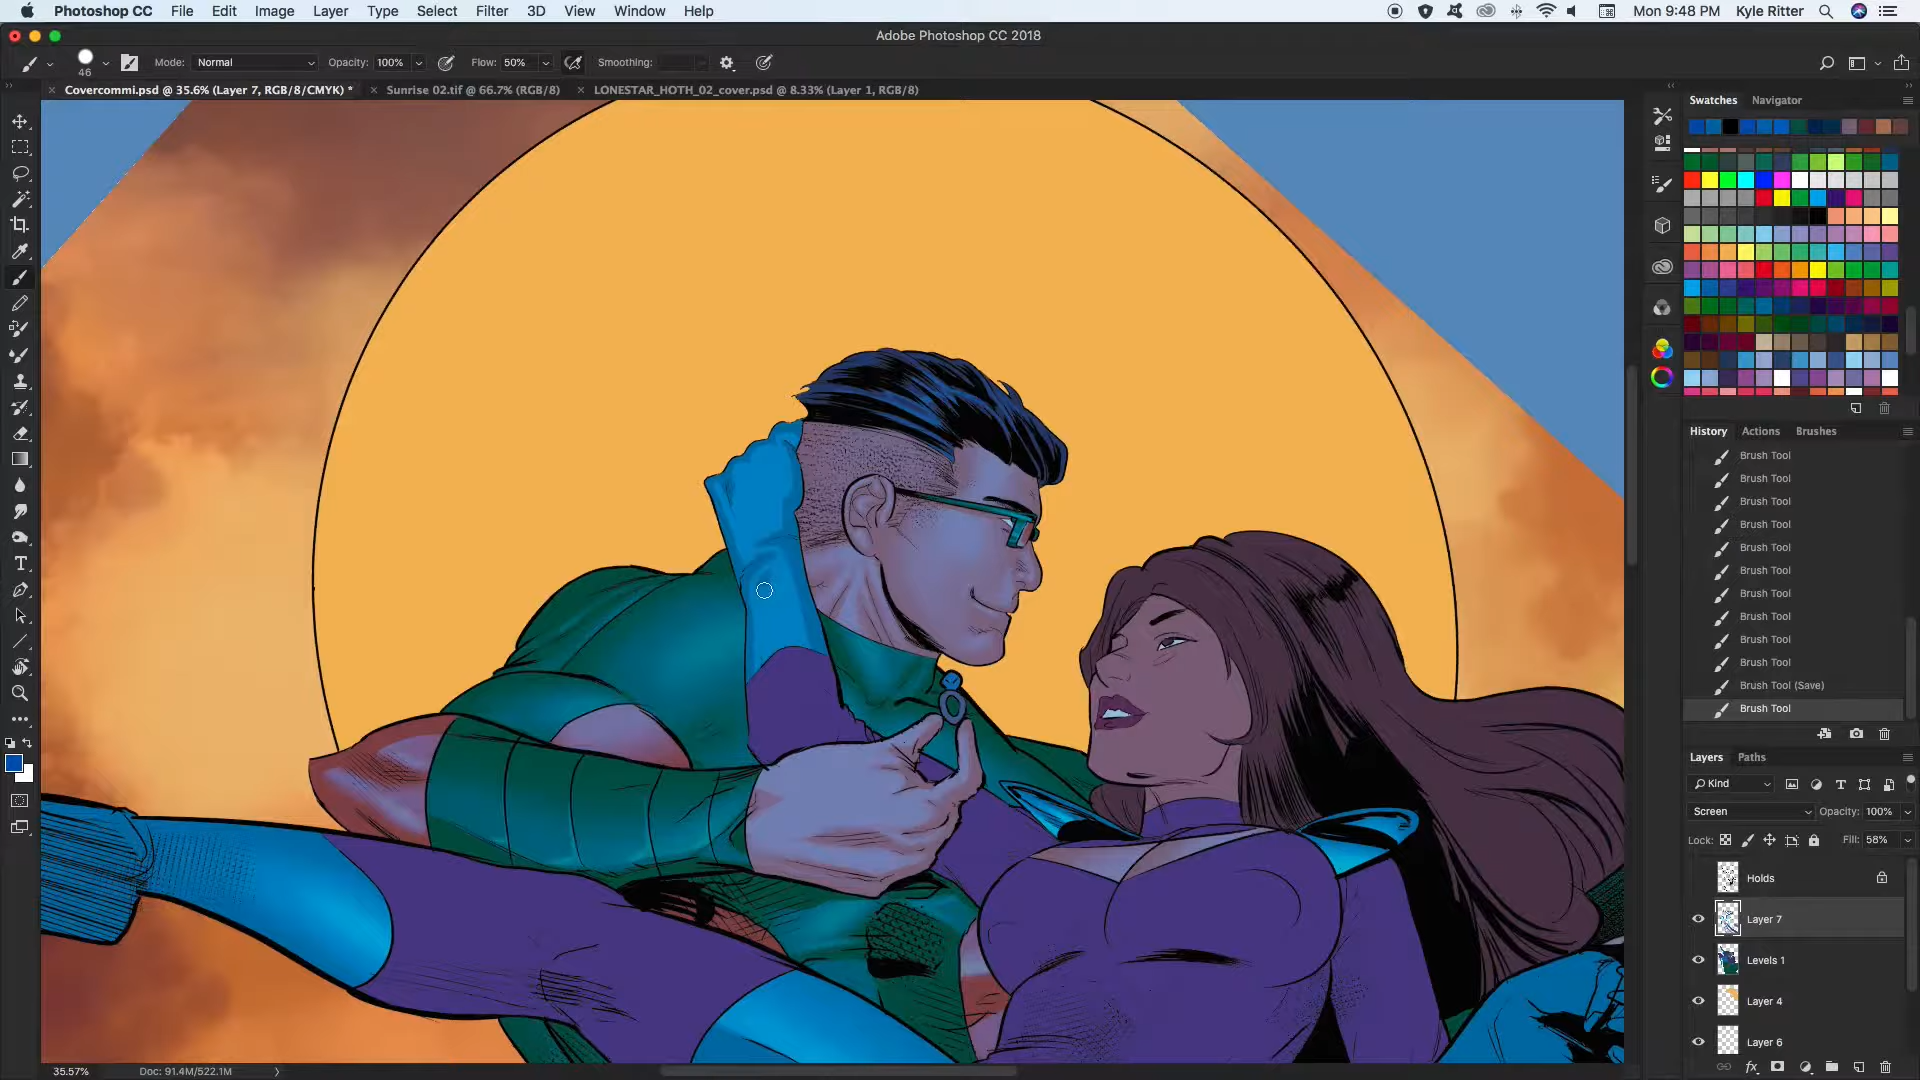 Photoshop CC File Edit Image Layer Type Select Filter 3D View Window Help Mon 9:48 PM Kyle Ritter
Adobe Photoshop CC 2018
46 Mode: Normal Opacity: 100% Flow: 50% Smoothing:
Covercommi.psd @ 35.6% (Layer 7, RGB/8/CMYK) * Sunrise 02.tif @ 66.7% (RGB/8) LONESTAR_HOTH_02_cover.psd @ 8.33% (Layer 1, RGB/8)
Swatches Navigator
History Actions Brushes
Brush Tool
Brush Tool
Brush Tool
Brush Tool
Brush Tool
Brush Tool
Brush Tool
Brush Tool
Brush Tool
Brush Tool
Brush Tool (Save)
Brush Tool
Layers Paths
Kind
Screen Opacity: 100%
Lock: Fill: 58%
Holds
Layer 7
Levels 1
Layer 4
Layer 6
35.57% Doc: 91.4M/522.1M